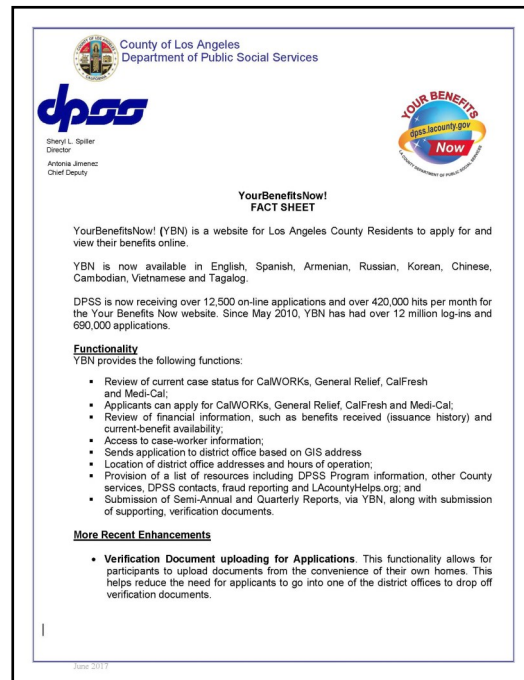 County of Los Angeles
Department of Public Social Services
dpss
Sheryl L. Spiller
Director
Antonia Jimenez
Chief Deputy
YOUR BENEFITS
dpss.lacounty.gov
Now
LA COUNTY DEPARTMENT OF PUBLIC SOCIAL SERVICES
YourBenefitsNow!
FACT SHEET
YourBenefitsNow! (YBN) is a website for Los Angeles County Residents to apply for and
view their benefits online.
YBN is now available in English, Spanish, Armenian, Russian, Korean, Chinese,
Cambodian, Vietnamese and Tagalog.
DPSS is now receiving over 12,500 on-line applications and over 420,000 hits per month for
the Your Benefits Now website. Since May 2010, YBN has had over 12 million log-ins and
690,000 applications.
Functionality
YBN provides the following functions:
▪ Review of current case status for CalWORKs, General Relief, CalFresh
and Medi-Cal;
▪ Applicants can apply for CalWORKs, General Relief, CalFresh and Medi-Cal;
▪ Review of financial information, such as benefits received (issuance history) and
current-benefit availability;
▪ Access to case-worker information;
▪ Sends application to district office based on GIS address
▪ Location of district office addresses and hours of operation;
▪ Provision of a list of resources including DPSS Program information, other County
services, DPSS contacts, fraud reporting and LAcountyHelps.org; and
▪ Submission of Semi-Annual and Quarterly Reports, via YBN, along with submission
of supporting, verification documents.
More Recent Enhancements
• Verification Document uploading for Applications. This functionality allows for
participants to upload documents from the convenience of their own homes. This
helps reduce the need for applicants to go into one of the district offices to drop off
verification documents.
June 2017